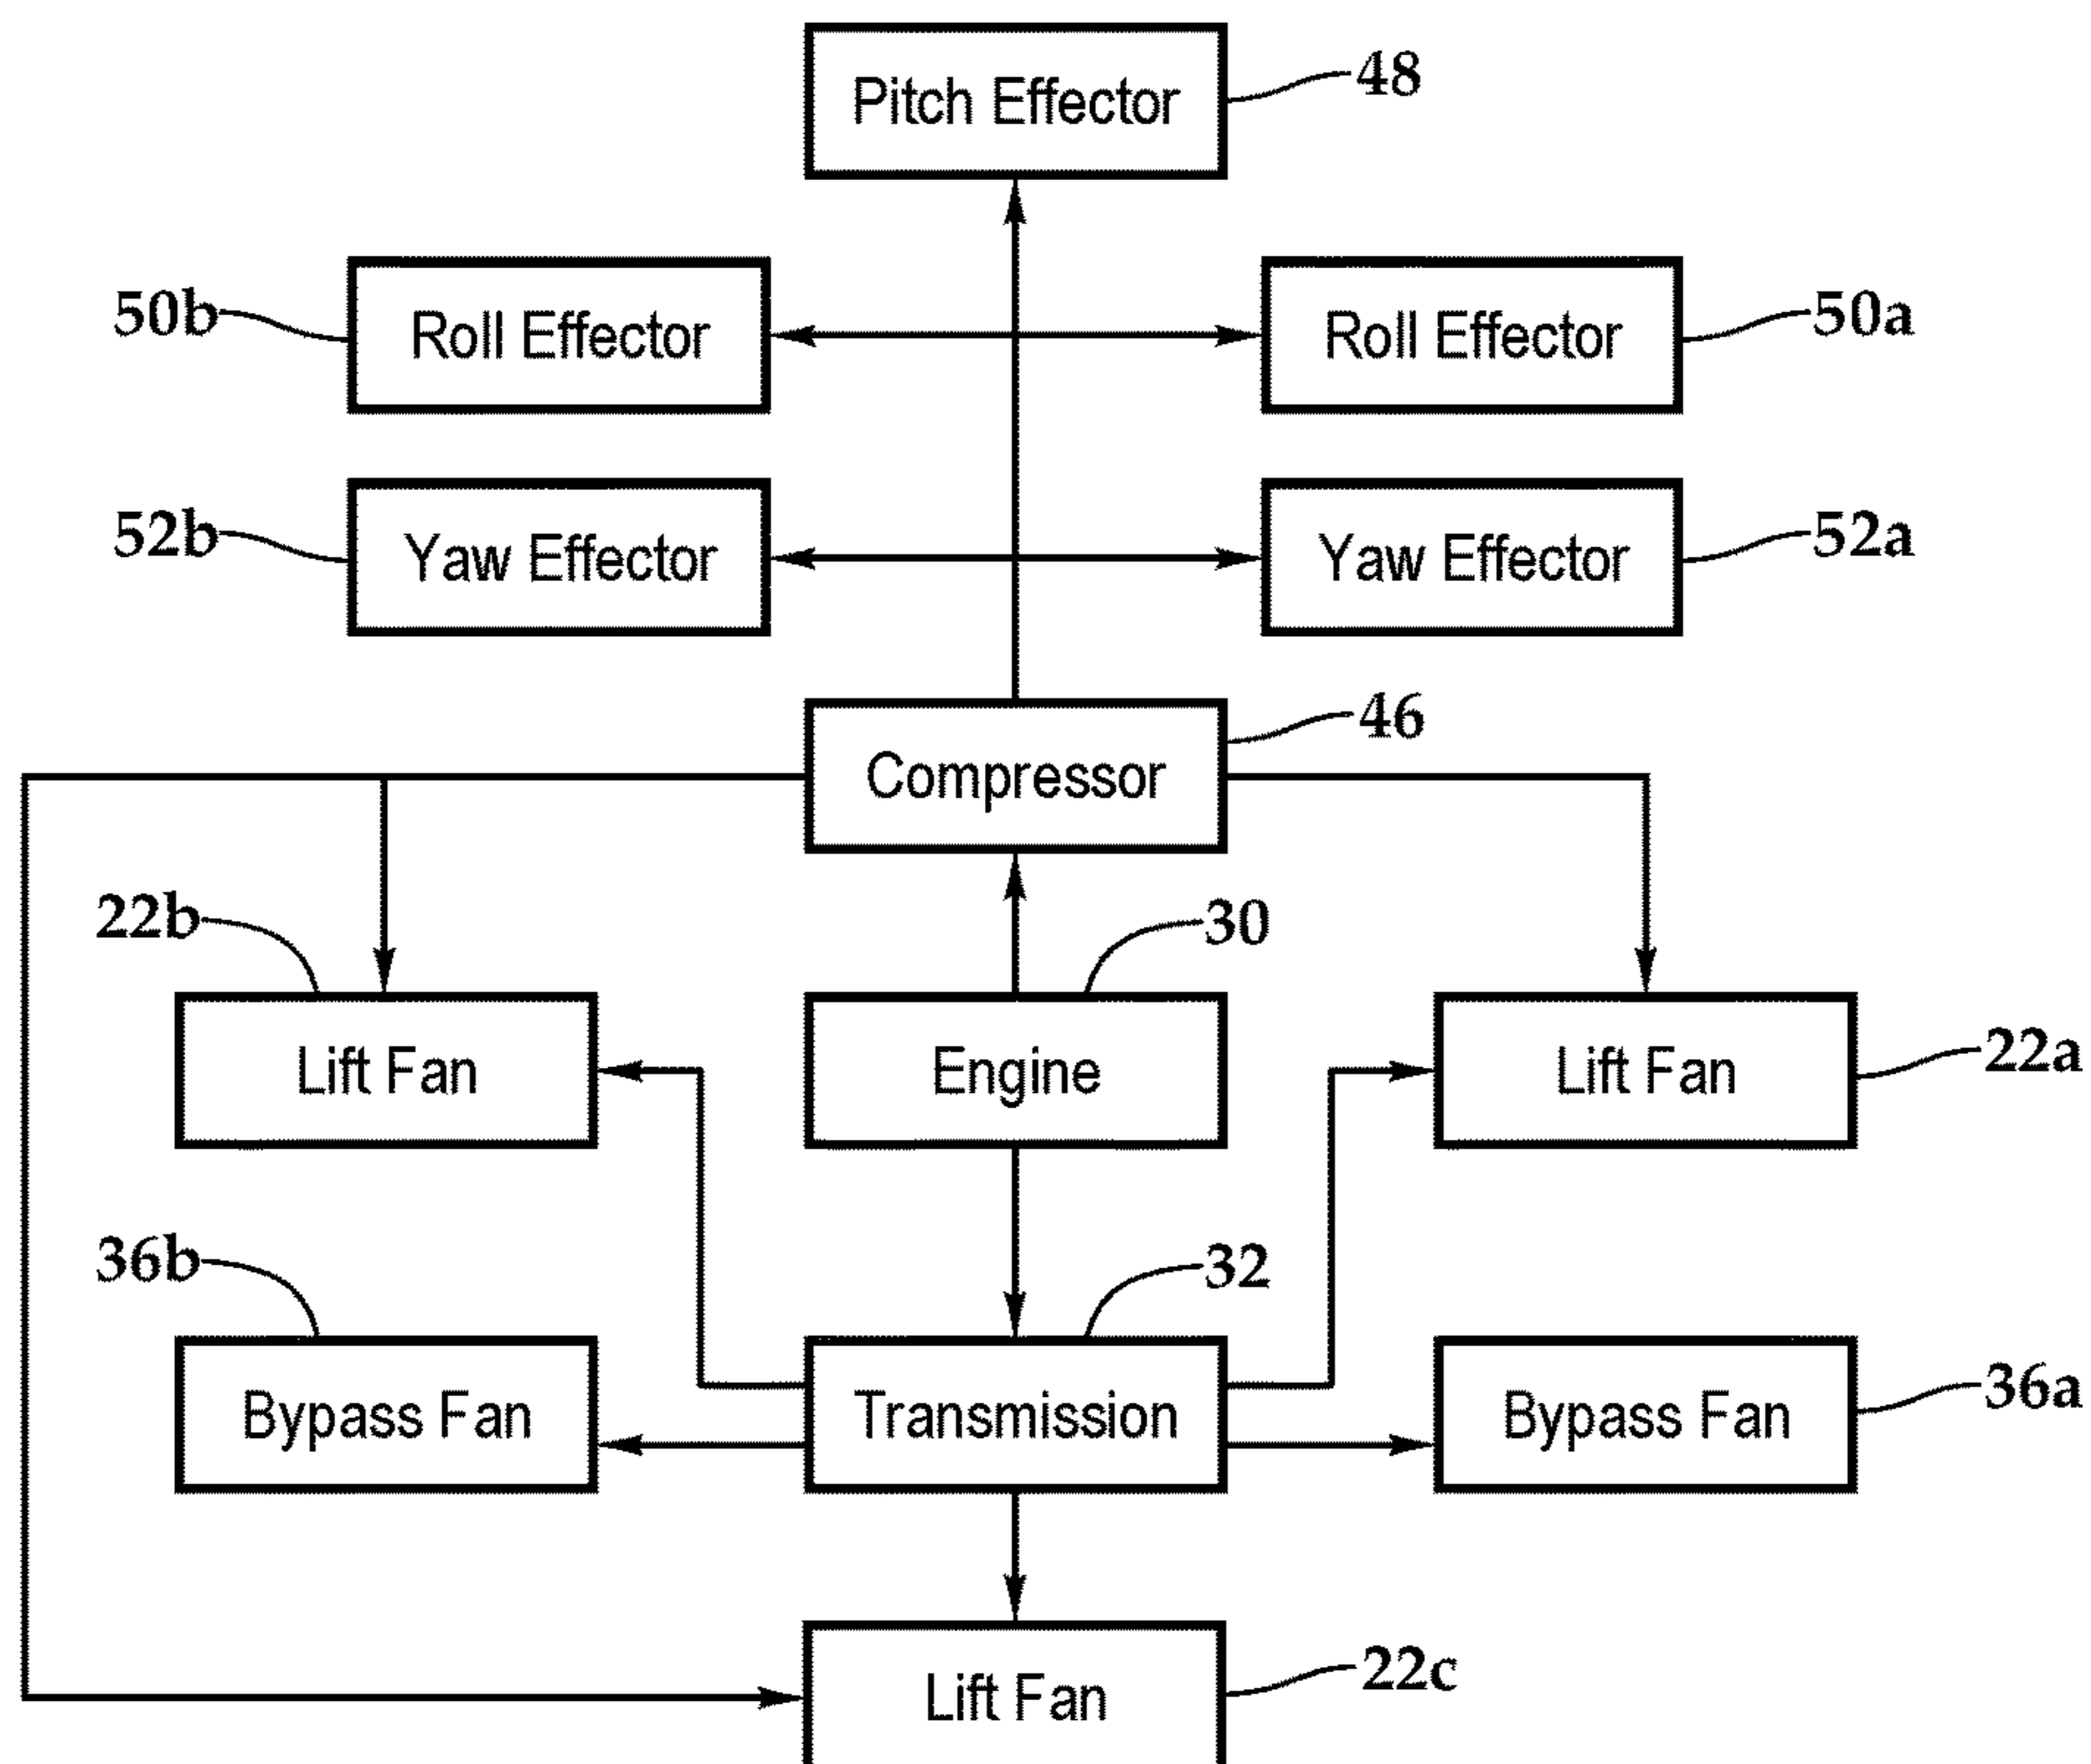 Pitch Effector
48
50b
Roll Effector
Roll Effector
50a
52b
Yaw Effector
Yaw Effector
52a
46
Compressor
22b
30
Lift Fan
Engine
Lift Fan
22a
36b
32
Bypass Fan
Transmission
Bypass Fan
36a
Lift Fan
22c